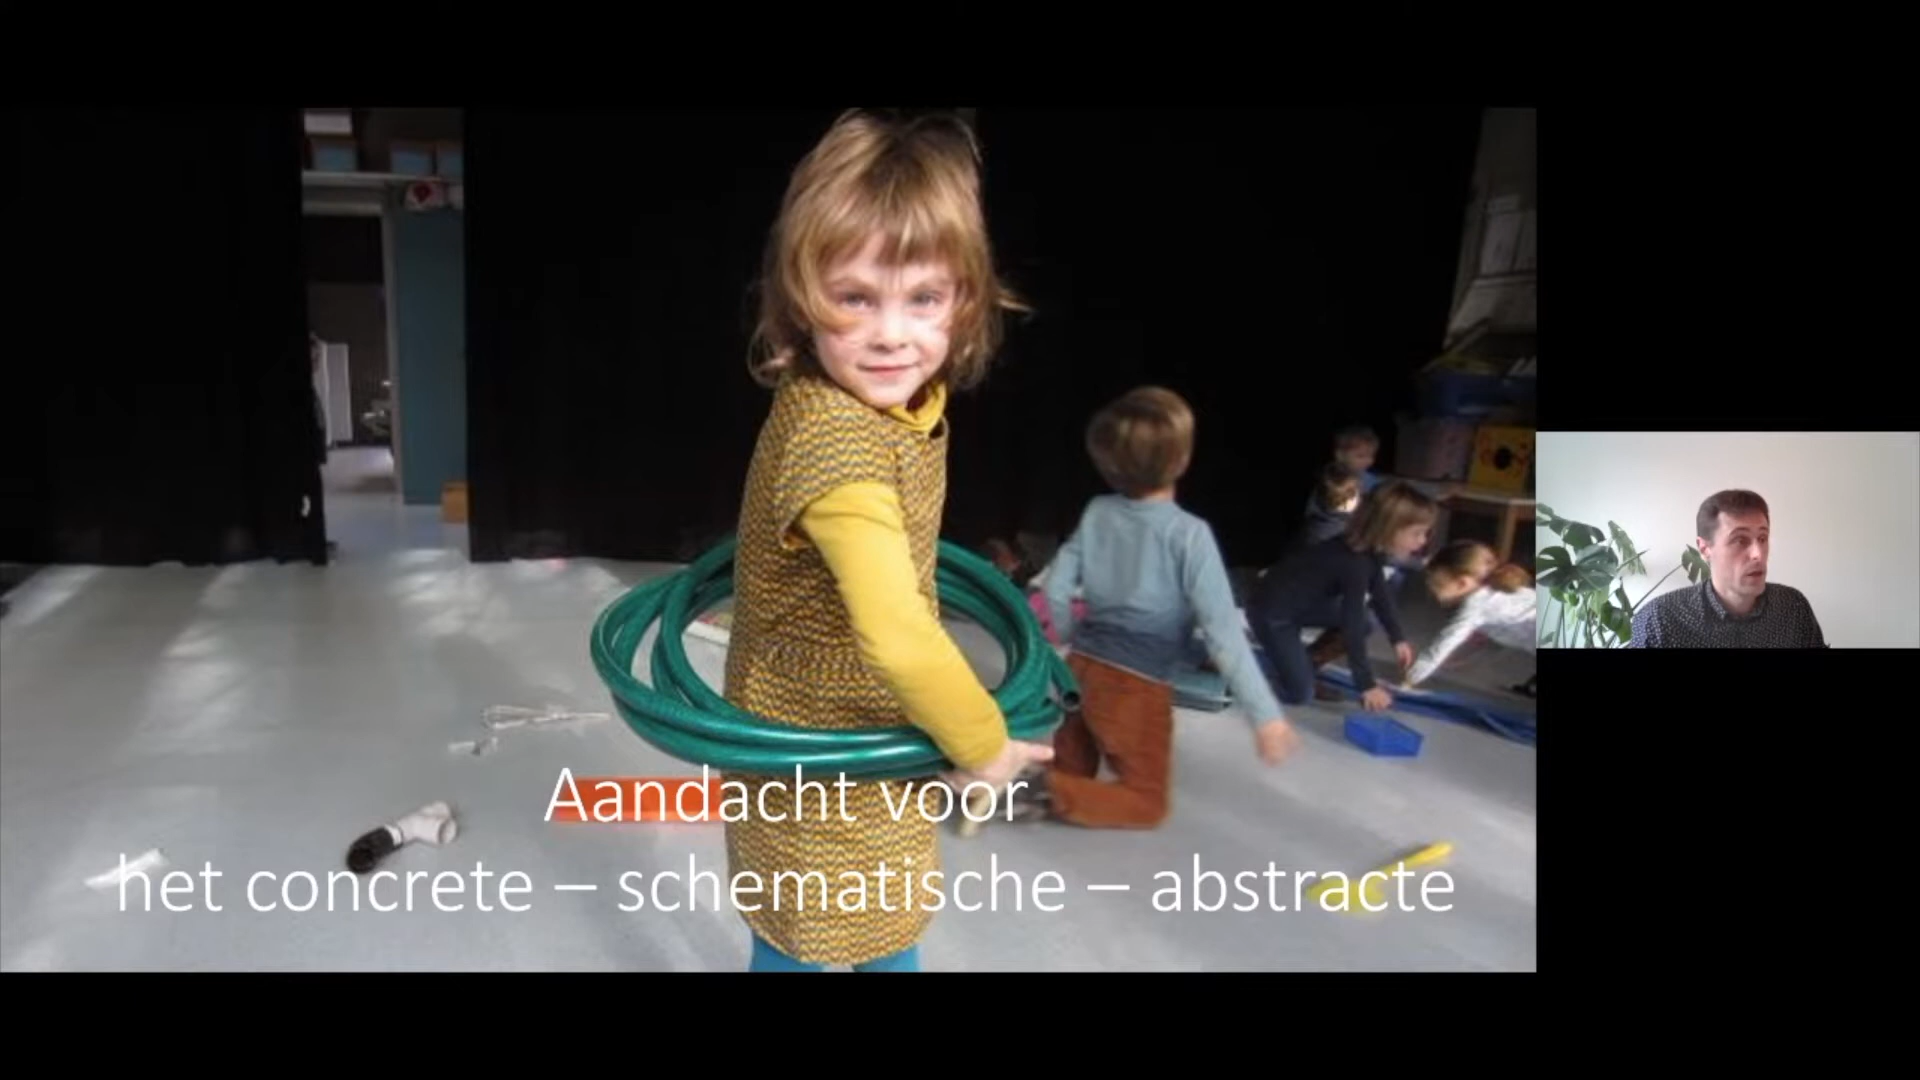 Aandacht voor
het concrete – schematische – abstracte